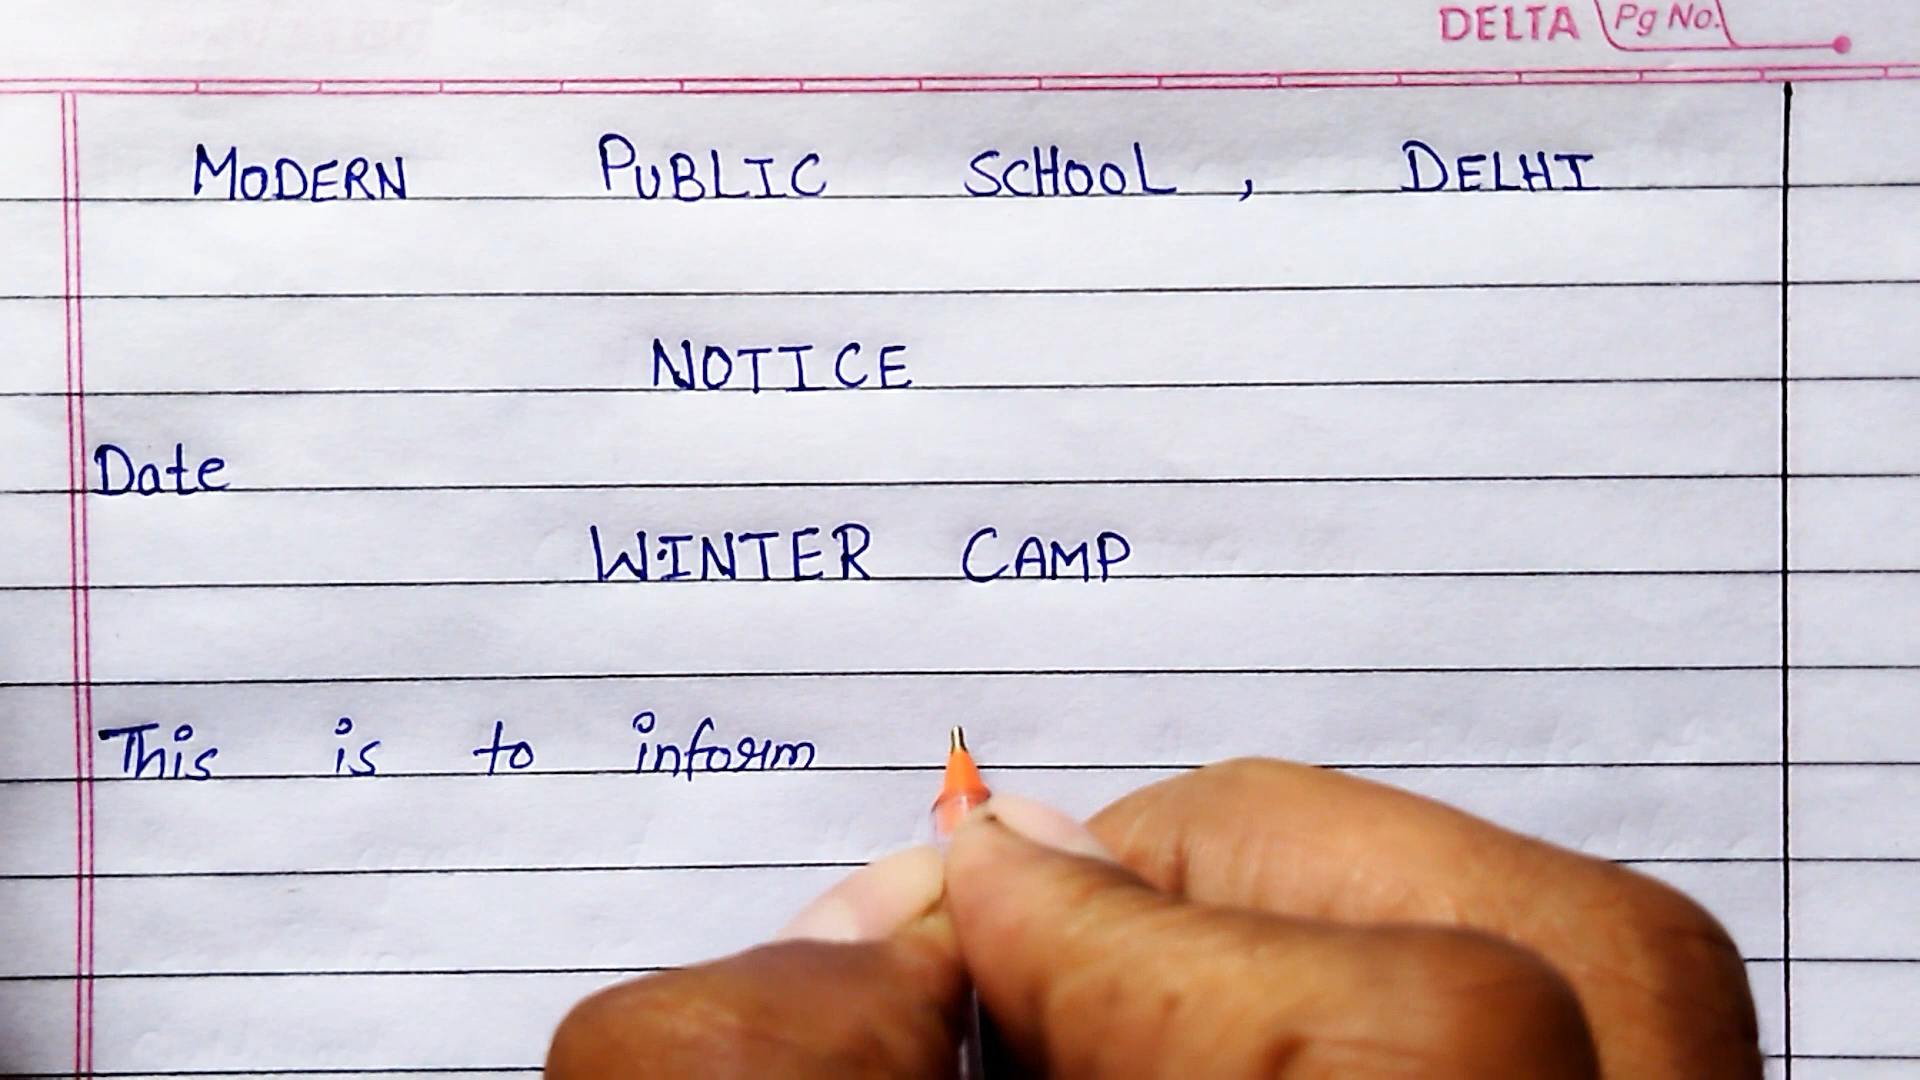 DELTA Pg No.
MODERN PUBLIC SCHOOL, DELHI
NOTICE
Date
WINTER CAMP
This is to inform